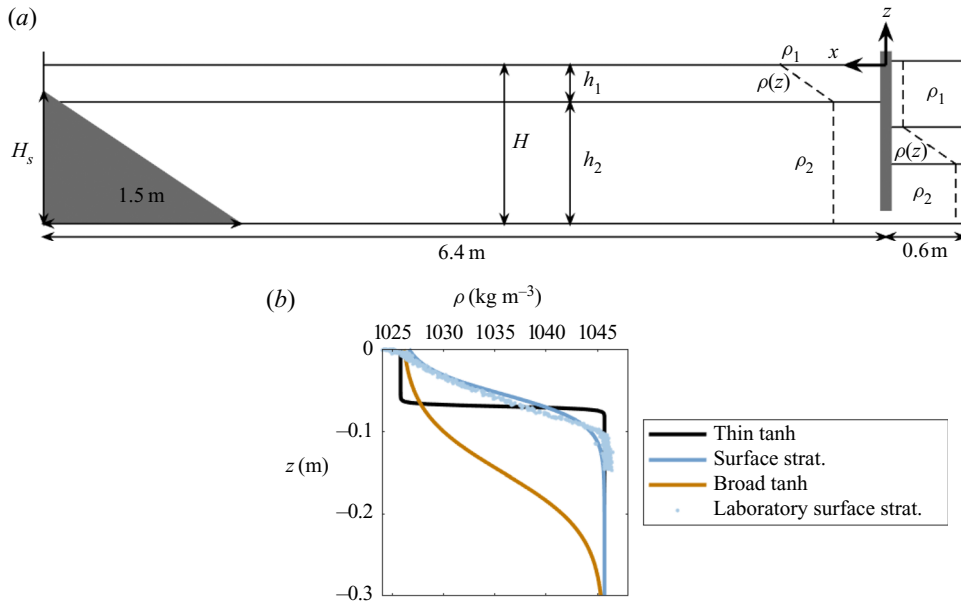 (a)
z
x
ρ1
ρ(z)
h1
H
h2
ρ2
Hs
1.5 m
ρ1
ρ(z)
ρ2
6.4 m
0.6 m
(b)
ρ (kg m–3)
1025 1030 1035 1040 1045
0
–0.1
z (m)
–0.2
–0.3
Thin tanh
Surface strat.
Broad tanh
Laboratory surface strat.